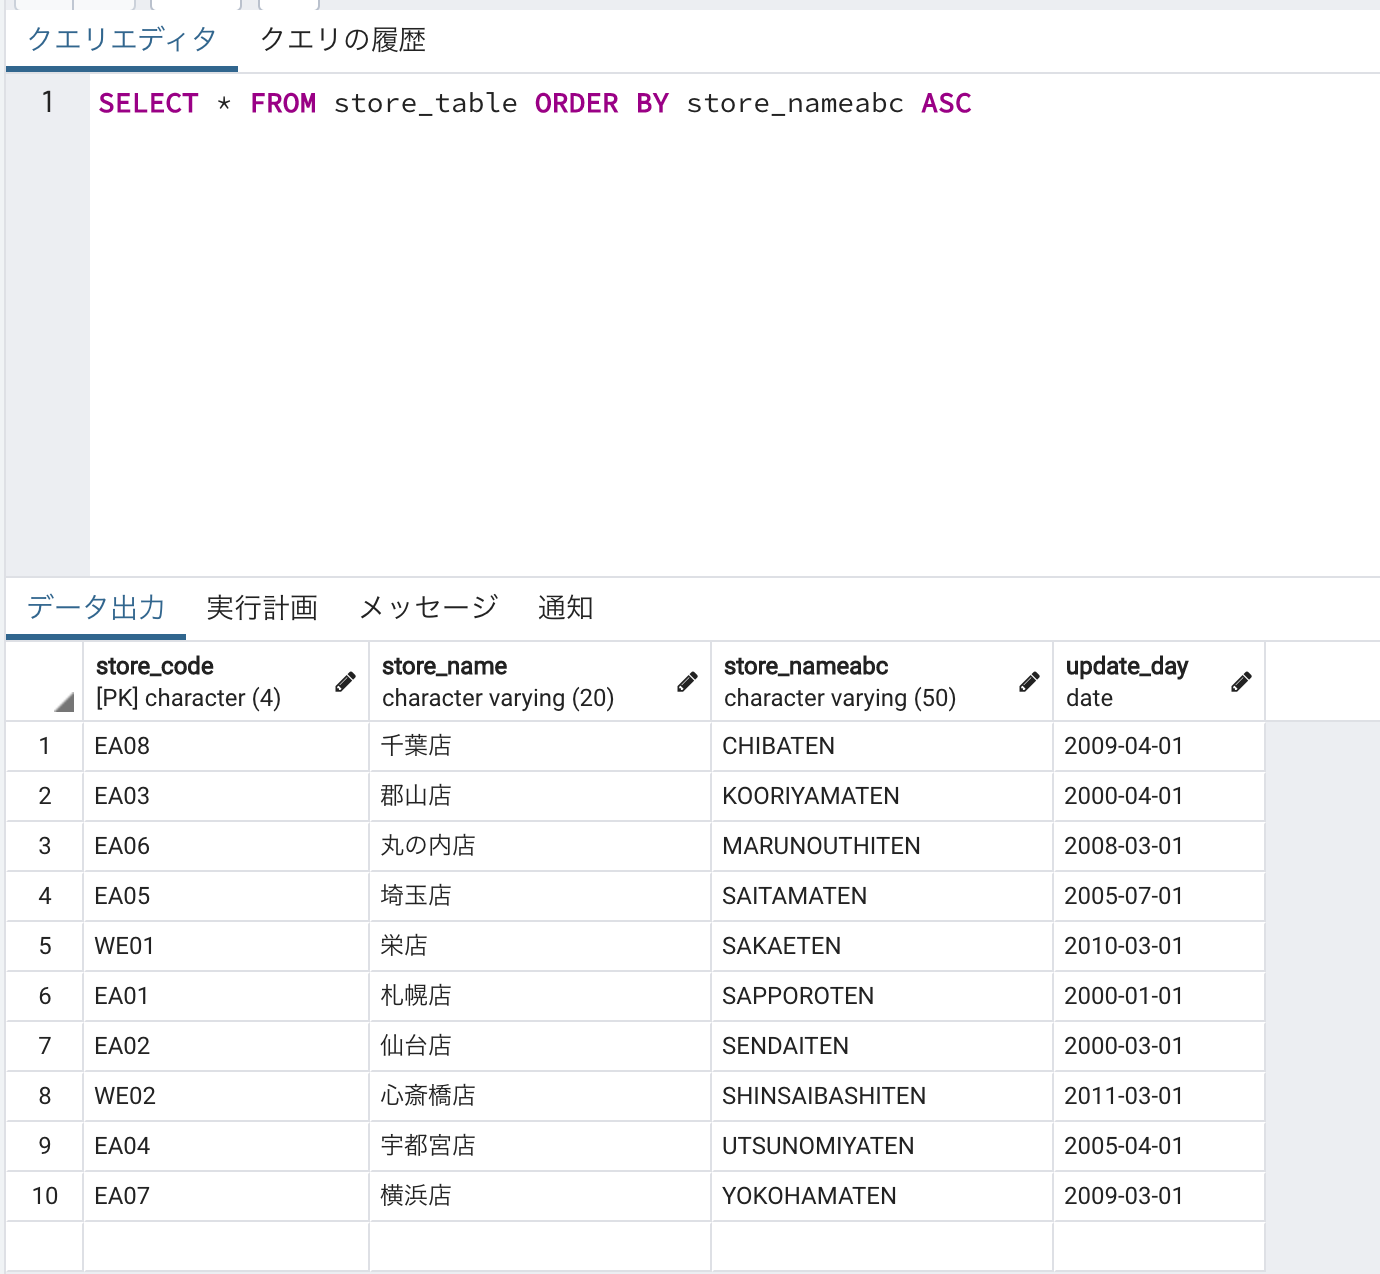 クエリエディタ クエリの履歴
1 SELECT * FROM store_table ORDER BY store_nameabc ASC
データ出力 実行計画 メッセージ 通知
store_code store_name store_nameabc update_day
[PK] character (4) character varying (20) character varying (50) date
1 EA08 千葉店 CHIBATEN 2009-04-01
2 EA03 郡山店 KOORIYAMATEN 2000-04-01
3 EA06 丸の内店 MARUNOUTHITEN 2008-03-01
4 EA05 埼玉店 SAITAMATEN 2005-07-01
5 WE01 栄店 SAKAETEN 2010-03-01
6 EA01 札幌店 SAPPOROTEN 2000-01-01
7 EA02 仙台店 SENDAITEN 2000-03-01
8 WE02 心斎橋店 SHINSAIBASHITEN 2011-03-01
9 EA04 宇都宮店 UTSUNOMIYATEN 2005-04-01
10 EA07 横浜店 YOKOHAMATEN 2009-03-01